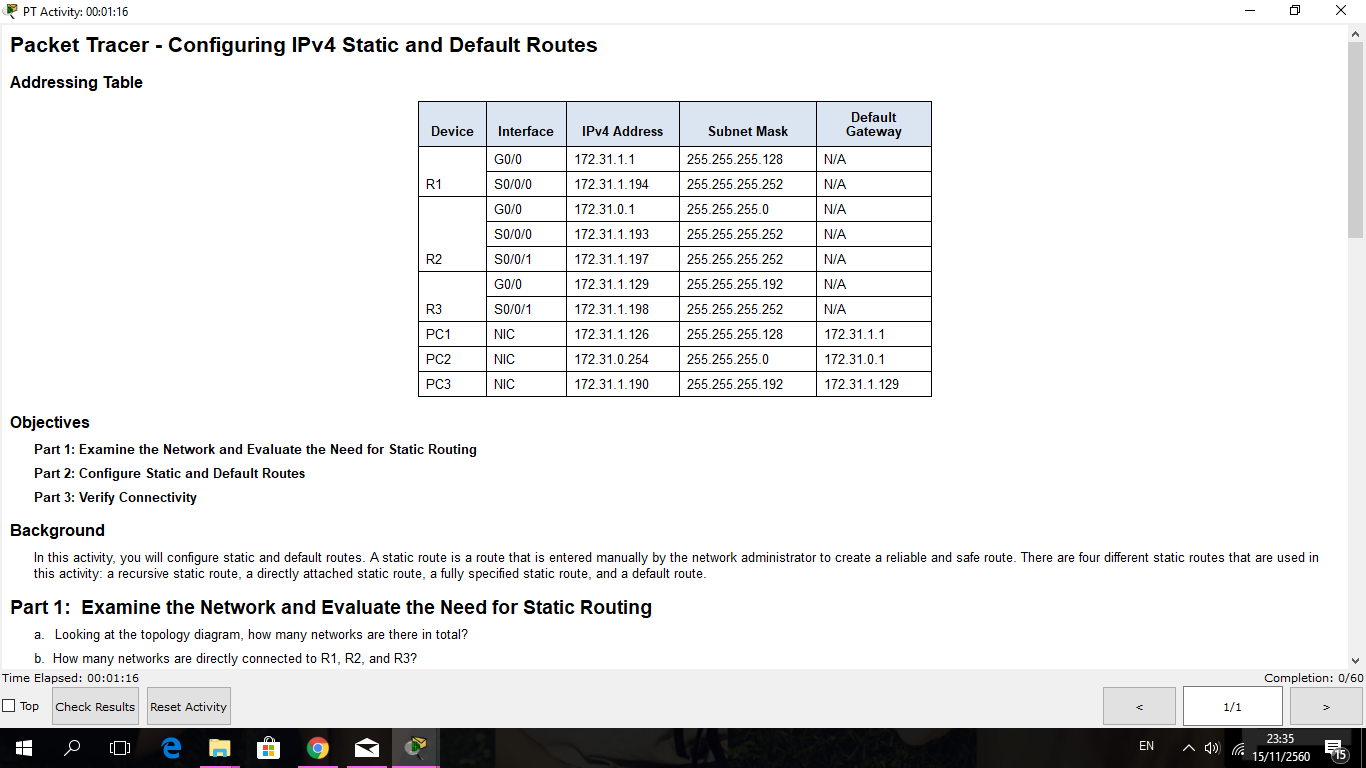 PT Activity: 00:01:16
Packet Tracer - Configuring IPv4 Static and Default Routes
Addressing Table
Device Interface IPv4 Address Subnet Mask Default Gateway
R1 G0/0 172.31.1.1 255.255.255.128 N/A
S0/0/0 172.31.1.194 255.255.255.252 N/A
R2 G0/0 172.31.0.1 255.255.255.0 N/A
S0/0/0 172.31.1.193 255.255.255.252 N/A
S0/0/1 172.31.1.197 255.255.255.252 N/A
R3 G0/0 172.31.1.129 255.255.255.192 N/A
S0/0/1 172.31.1.198 255.255.255.252 N/A
PC1 NIC 172.31.1.126 255.255.255.128 172.31.1.1
PC2 NIC 172.31.0.254 255.255.255.0 172.31.0.1
PC3 NIC 172.31.1.190 255.255.255.192 172.31.1.129
Objectives
Part 1: Examine the Network and Evaluate the Need for Static Routing
Part 2: Configure Static and Default Routes
Part 3: Verify Connectivity
Background
In this activity, you will configure static and default routes. A static route is a route that is entered manually by the network administrator to create a reliable and safe route. There are four different static routes that are used in
this activity: a recursive static route, a directly attached static route, a fully specified static route, and a default route.
Part 1: Examine the Network and Evaluate the Need for Static Routing
a. Looking at the topology diagram, how many networks are there in total?
b. How many networks are directly connected to R1, R2, and R3?
Time Elapsed: 00:01:16 Completion: 0/60
Top Check Results Reset Activity < 1/1 >
EN 23:35
15/11/2560 15